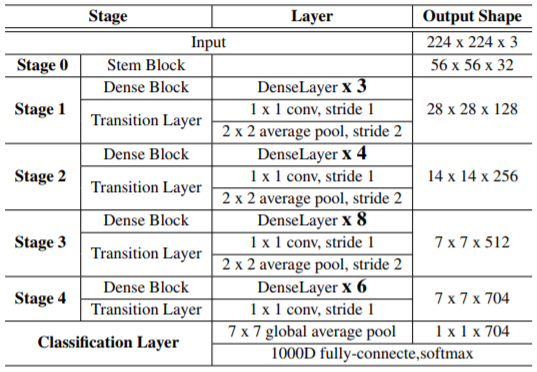 Stage Layer Output Shape
Input 224 x 224 x 3
Stage 0 Stem Block 56 x 56 x 32
Stage 1 Dense Block DenseLayer x 3 28 x 28 x 128
Transition Layer 1 x 1 conv, stride 1
2 x 2 average pool, stride 2
Stage 2 Dense Block DenseLayer x 4 14 x 14 x 256
Transition Layer 1 x 1 conv, stride 1
2 x 2 average pool, stride 2
Stage 3 Dense Block DenseLayer x 8 7 x 7 x 512
Transition Layer 1 x 1 conv, stride 1
2 x 2 average pool, stride 2
Stage 4 Dense Block DenseLayer x 6 7 x 7 x 704
Transition Layer 1 x 1 conv, stride 1
Classification Layer 7 x 7 global average pool 1 x 1 x 704
1000D fully-connecte,softmax